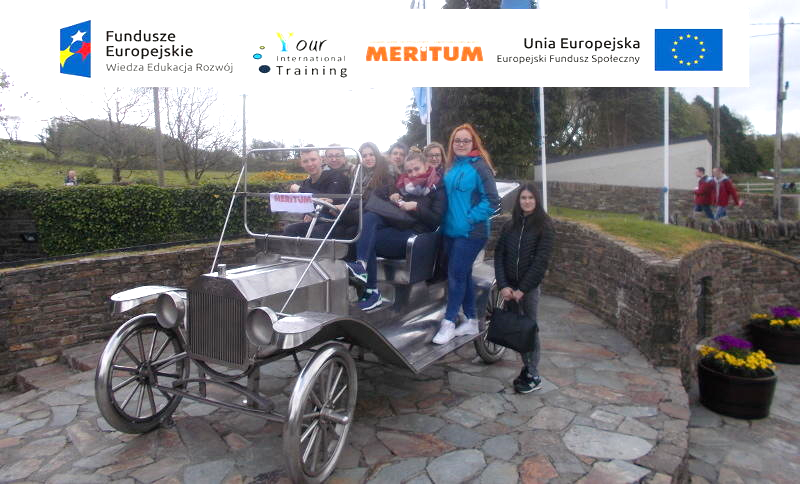 Fundusze
Europejskie
Wiedza Edukacja Rozwój
Your
International
Training
MERITUM
Unia Europejska
Europejski Fundusz Społeczny
MERITUM